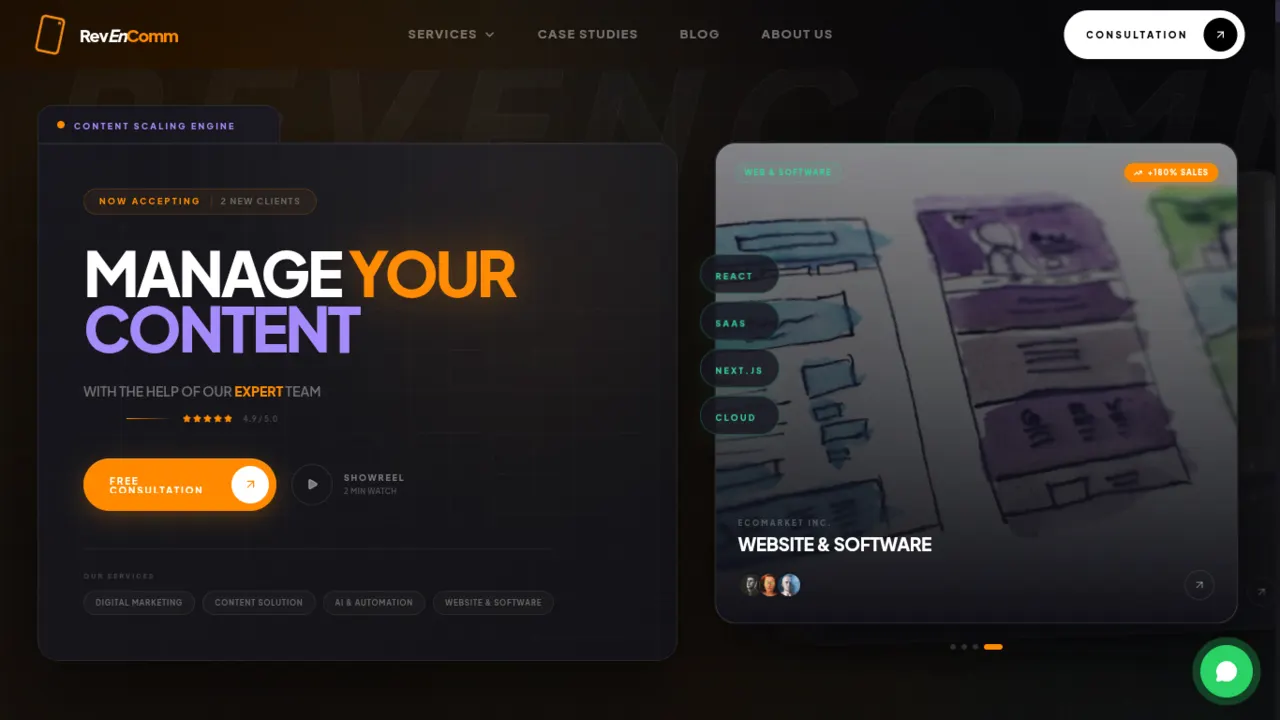 RevEnComm
SERVICES
CASE STUDIES
BLOG
ABOUT US
CONSULTATION
REVENCOMM
CONTENT SCALING ENGINE
NOW ACCEPTING | 2 NEW CLIENTS
MANAGE YOUR
CONTENT
WITH THE HELP OF OUR EXPERT TEAM
4.9/5.0
FREE
CONSULTATION
SHOWREEL
2 MIN WATCH
OUR SERVICES
DIGITAL MARKETING
CONTENT SOLUTION
AI & AUTOMATION
WEBSITE & SOFTWARE
WEB & SOFTWARE
+180% SALES
REACT
SAAS
NEXT.JS
CLOUD
ECOMARKET INC.
WEBSITE & SOFTWARE